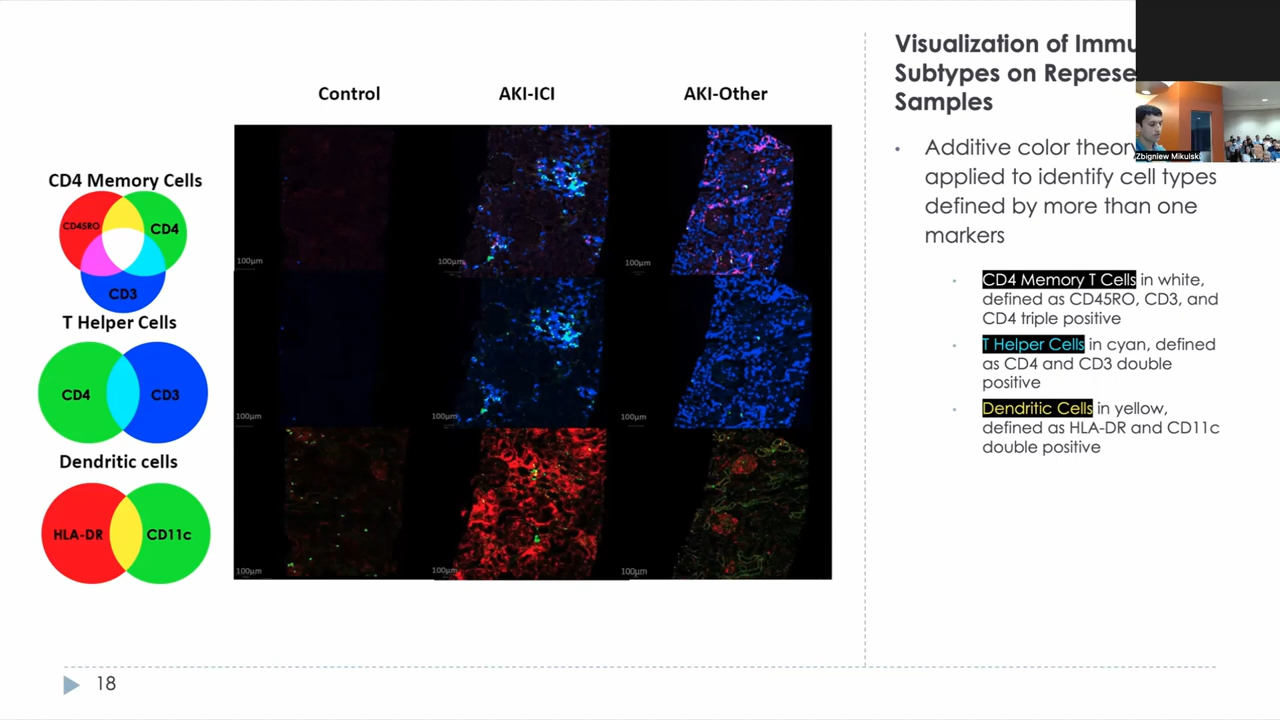 Visualization of Immu
Subtypes on Represe
Samples
Control
AKI-ICI
AKI-Other
CD4 Memory Cells
CD45RO
CD4
CD3
T Helper Cells
CD4
CD3
Dendritic cells
HLA-DR
CD11c
100µm
100µm
100µm
100µm
100µm
100µm
100µm
100µm
100µm
• Additive color theory
applied to identify cell types
defined by more than one
markers
CD4 Memory T Cells in white,
defined as CD45RO, CD3, and
CD4 triple positive
T Helper Cells in cyan, defined
as CD4 and CD3 double
positive
Dendritic Cells in yellow,
defined as HLA-DR and CD11c
double positive
Zbigniew Mikulski
18